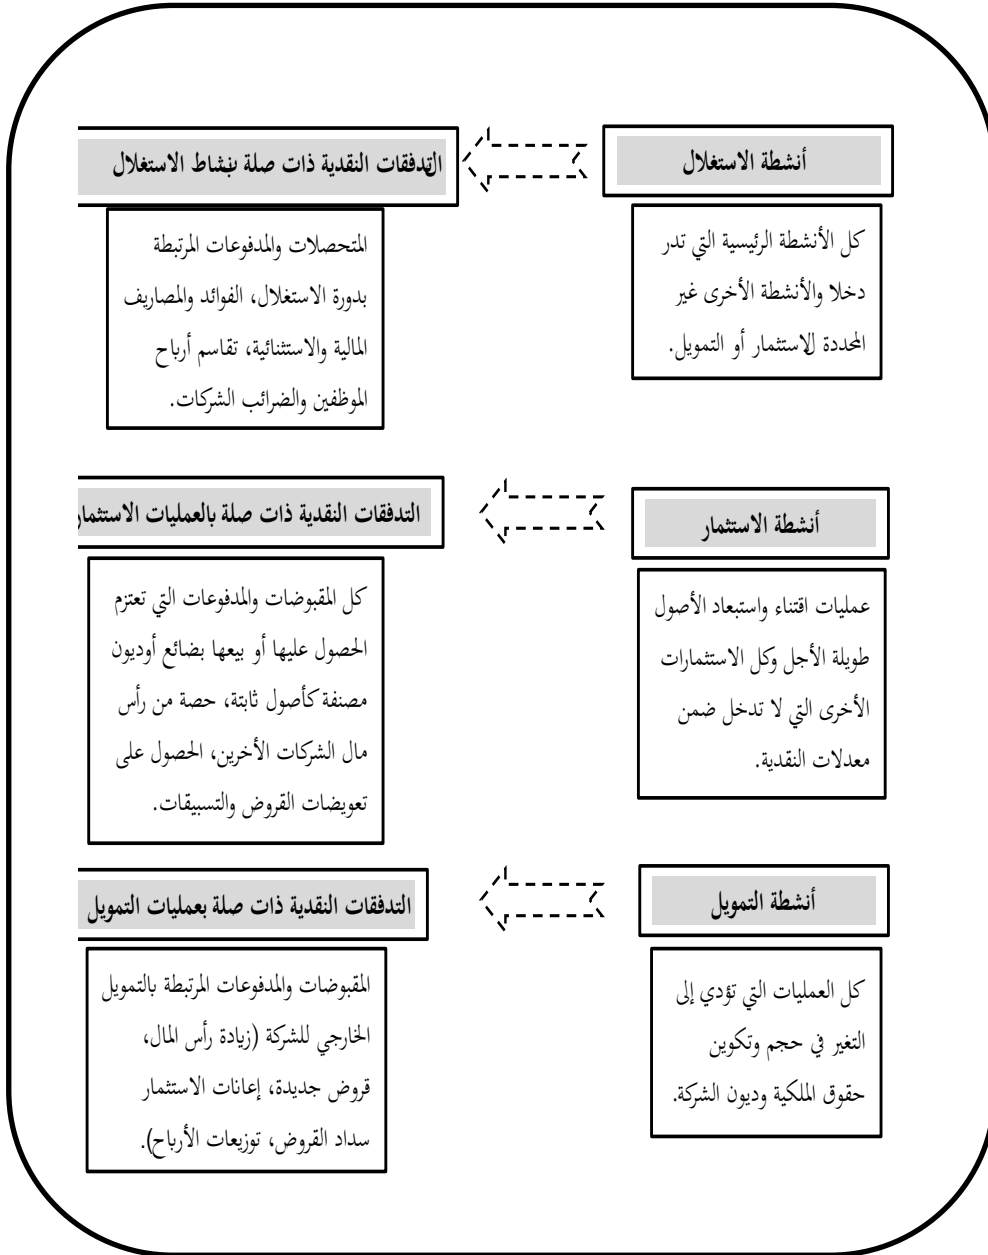 أنشطة الاستغلال
التدفقات النقدية ذات صلة بنشاط الاستغلال
كل الأنشطة الرئيسية التي تدر
دخلا والأنشطة الأخرى غير
المحددة للاستثمار أو التمويل.
المتحصلات والمدفوعات المرتبطة
بدورة الاستغلال، الفوائد والمصاريف
المالية والاستثنائية، تقاسم أرباح
الموظفين والضرائب الشركات.
أنشطة الاستثمار
التدفقات النقدية ذات صلة بالعمليات الاستثمار
عمليات اقتناء واستبعاد الأصول
طويلة الأجل وكل الاستثمارات
الأخرى التي لا تدخل ضمن
معدلات النقدية.
كل المقبوضات والمدفوعات التي تعتزم
الحصول عليها أو بيعها بضائع أوديون
مصنفة كأصول ثابتة، حصة من رأس
مال الشركات الأخرين، الحصول على
تعويضات القروض والتسبيقات.
أنشطة التمويل
التدفقات النقدية ذات صلة بعمليات التمويل
كل العمليات التي تؤدي إلى
التغير في حجم وتكوين
حقوق الملكية وديون الشركة.
المقبوضات والمدفوعات المرتبطة بالتمويل
الخارجي للشركة (زيادة رأس المال،
قروض جديدة، إعانات الاستثمار
سداد القروض، توزيعات الأرباح).